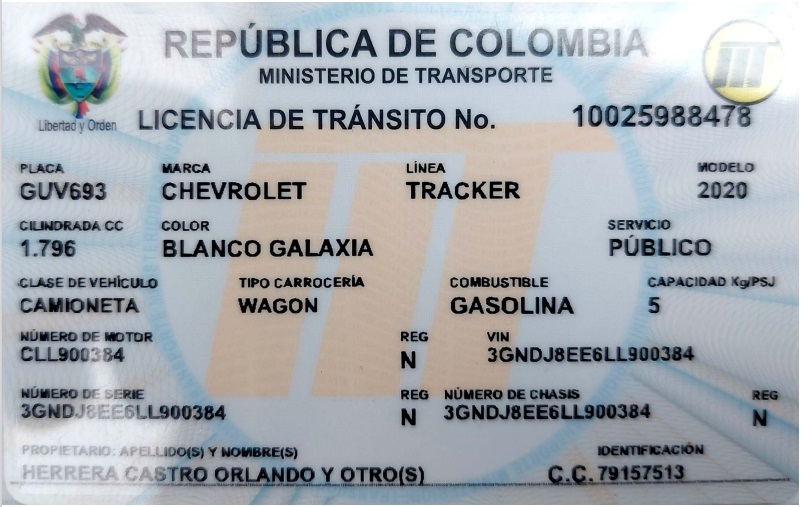 REPÚBLICA DE COLOMBIA
MINISTERIO DE TRANSPORTE
Libertad y Orden
LICENCIA DE TRÁNSITO No. 10025988478
PLACA MARCA LÍNEA MODELO
GUV693 CHEVROLET TRACKER 2020
CILINDRADA CC COLOR SERVICIO
1.796 BLANCO GALAXIA PÚBLICO
CLASE DE VEHÍCULO TIPO CARROCERÍA COMBUSTIBLE CAPACIDAD Kg/PSJ
CAMIONETA WAGON GASOLINA 5
NÚMERO DE MOTOR REG VIN
CLL900384 N 3GNDJ8EE6LL900384
NÚMERO DE SERIE REG NÚMERO DE CHASIS REG
3GNDJ8EE6LL900384 N 3GNDJ8EE6LL900384 N
PROPIETARIO: APELLIDO(S) Y NOMBRE(S) IDENTIFICACIÓN
HERRERA CASTRO ORLANDO Y OTRO(S) C.C. 79157513